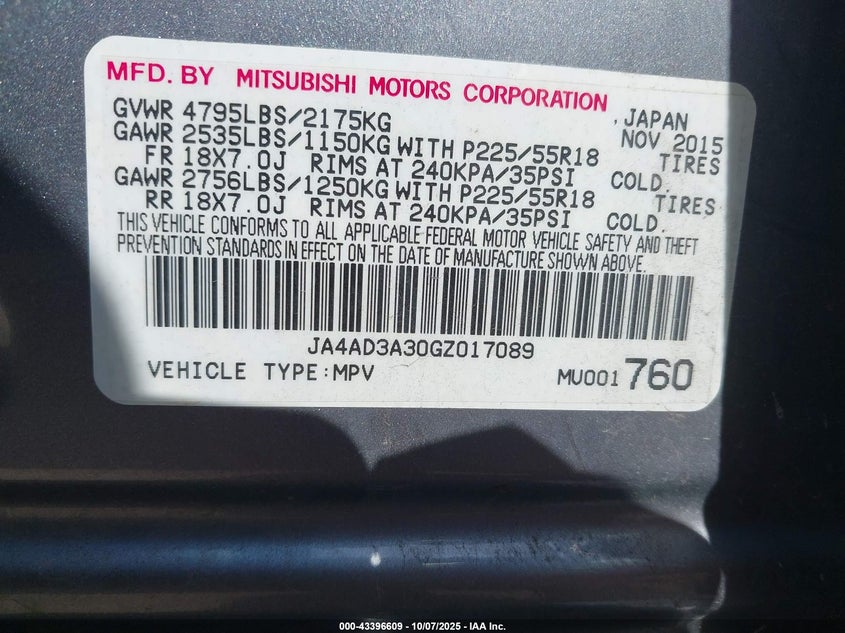 MFD. BY MITSUBISHI MOTORS CORPORATION, JAPAN
GVWR 4795LBS/2175KG NOV 2015
GAWR 2535LBS/1150KG WITH P225/55R18 TIRES
FR 18X7.0J RIMS AT 240KPA/35PSI COLD.
GAWR 2756LBS/1250KG WITH P225/55R18 TIRES
RR 18X7.0J RIMS AT 240KPA/35PSI COLD.
THIS VEHICLE CONFORMS TO ALL APPLICABLE FEDERAL MOTOR VEHICLE SAFETY AND THEFT
PREVENTION STANDARDS IN EFFECT ON THE DATE OF MANUFACTURE SHOWN ABOVE.
JA4AD3A30GZ017089
VEHICLE TYPE:MPV MU001 760
000-43396609 - 10/07/2025 - IAA Inc.